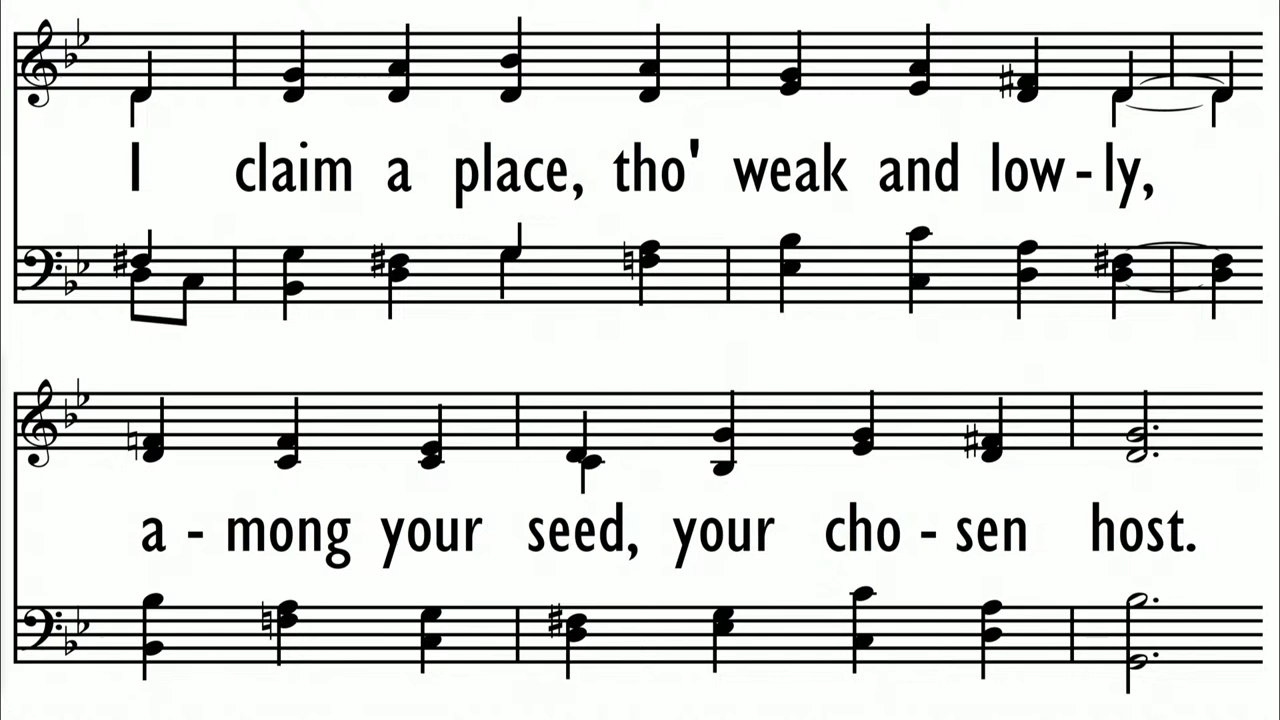 I claim a place, tho' weak and low - ly,
a - mong your seed, your cho - sen host.